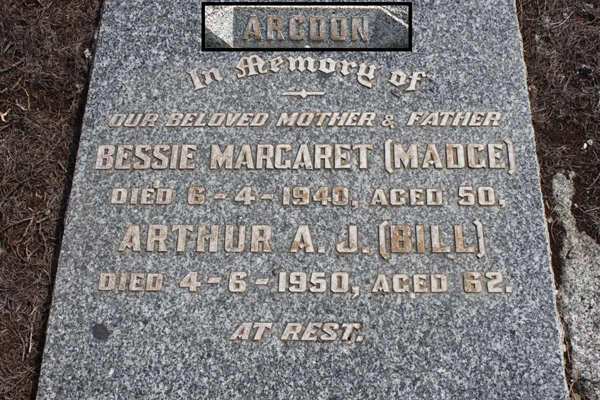 ARGOON
In Memory of
OUR BELOVED MOTHER & FATHER
BESSIE MARGARET (MADGE)
DIED 6-4-1940, AGED 50.
ARTHUR A. J. (BILL)
DIED 4-6-1950, AGED 62.
AT REST.